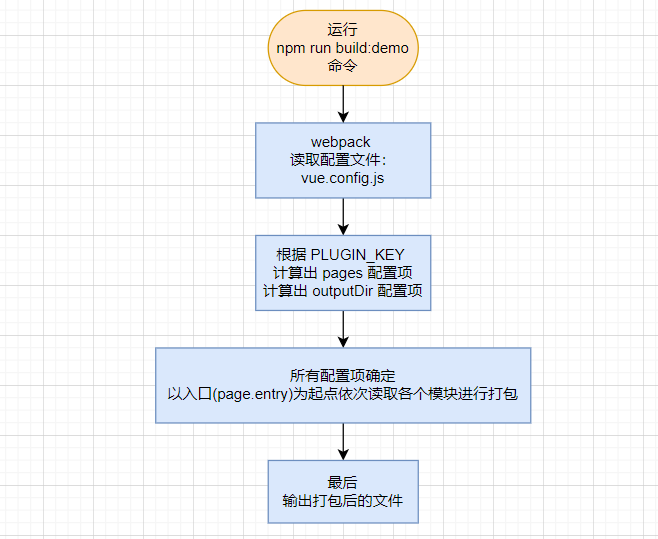 运行
npm run build:demo
命令
webpack
读取配置文件：
vue.config.js
根据 PLUGIN_KEY
计算出 pages 配置项
计算出 outputDir 配置项
所有配置项确定
以入口(page.entry)为起点依次读取各个模块进行打包
最后
输出打包后的文件